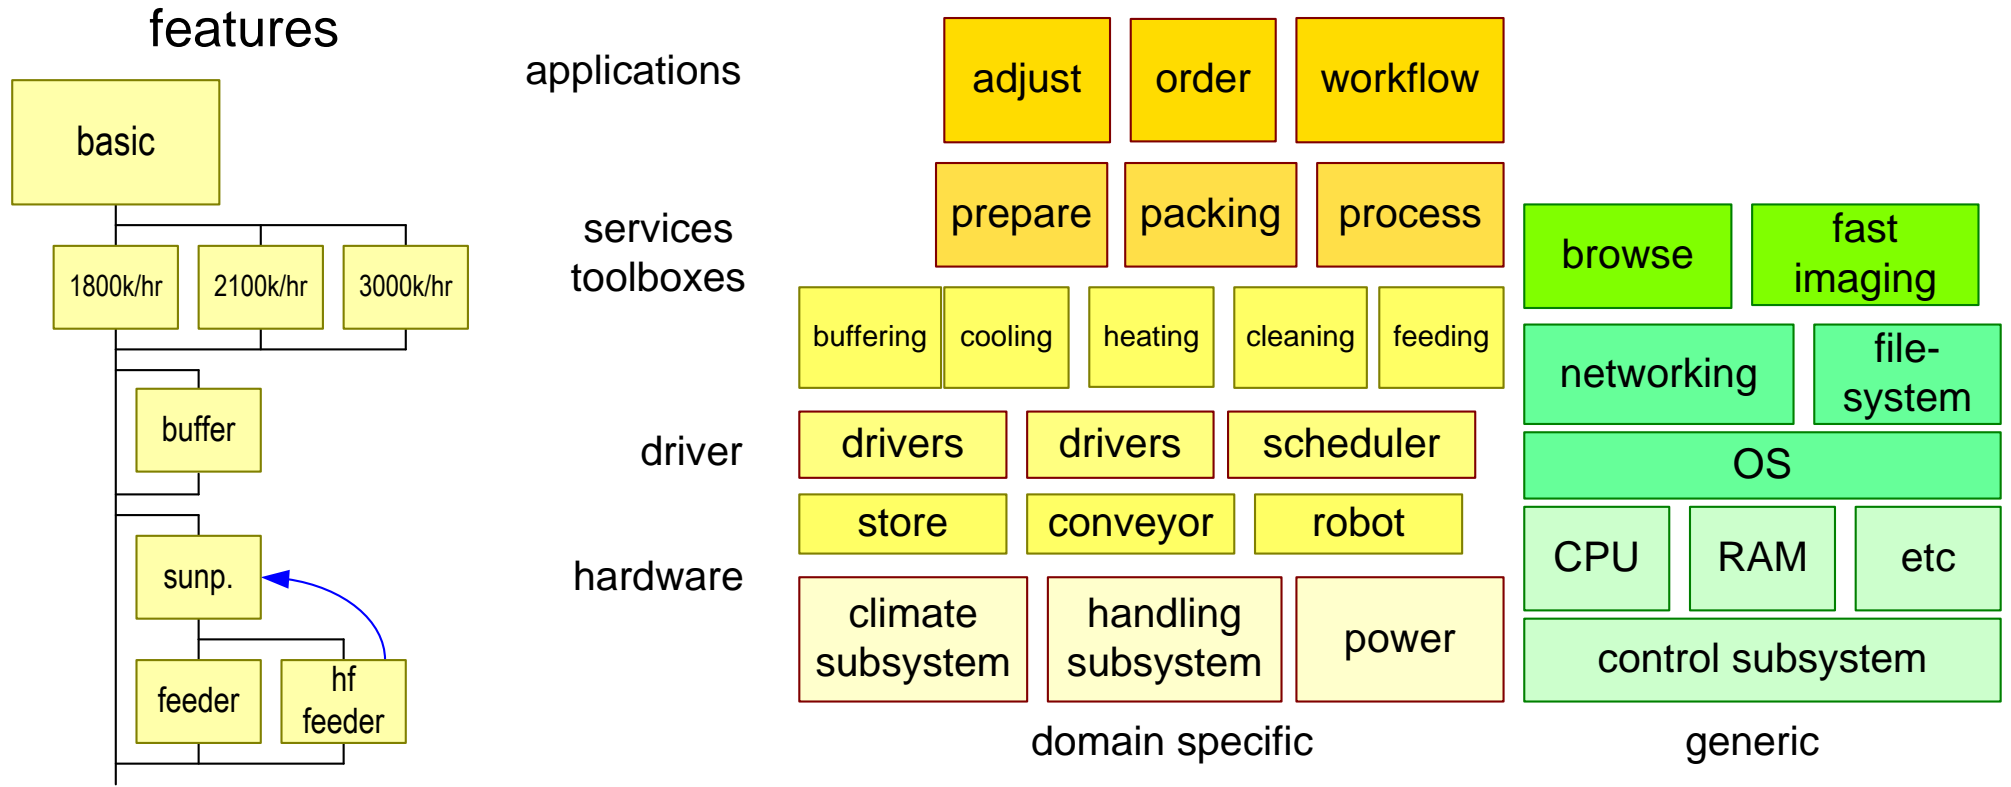 features
basic
1800k/hr 2100k/hr 3000k/hr
buffer
sunp.
feeder
hf
feeder
applications
services
toolboxes
driver
hardware
adjust order workflow
prepare packing process
buffering cooling heating cleaning feeding
drivers drivers scheduler
store conveyor robot
climate
subsystem
handling
subsystem
power
domain specific
browse
fast
imaging
networking
file-
system
OS
CPU RAM etc
control subsystem
generic